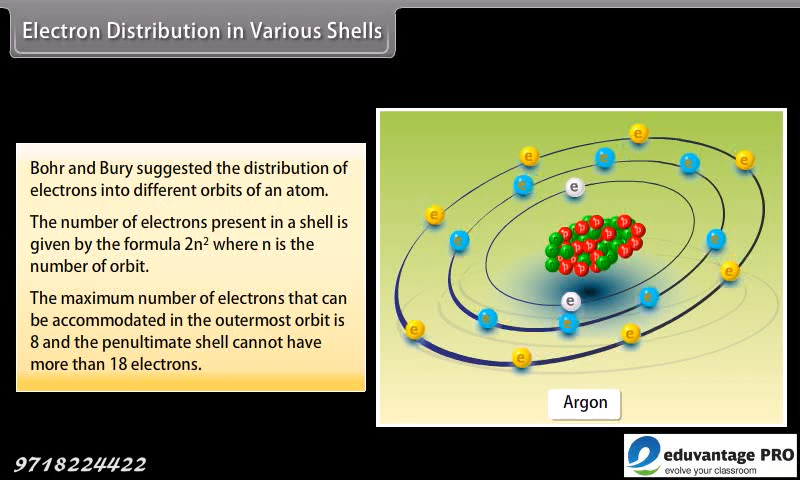 Electron Distribution in Various Shells
Bohr and Bury suggested the distribution of
electrons into different orbits of an atom.
The number of electrons present in a shell is
given by the formula 2n² where n is the
number of orbit.
The maximum number of electrons that can
be accommodated in the outermost orbit is
8 and the penultimate shell cannot have
more than 18 electrons.
Argon
9718224422
eduvantage PRO
evolve your classroom